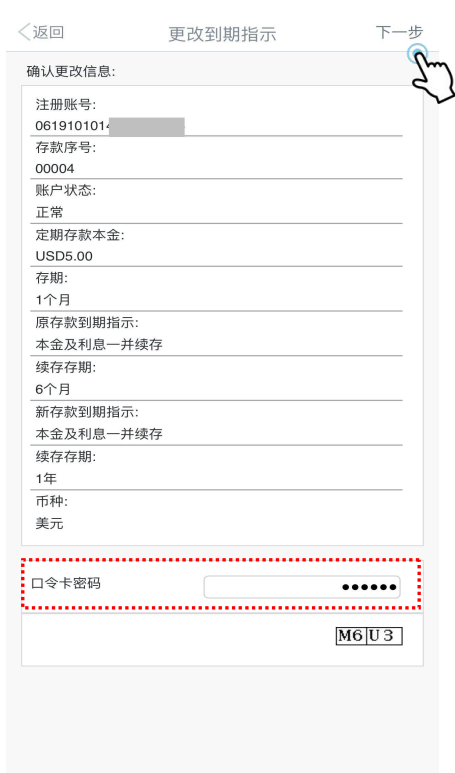 返回
更改到期指示
下一步
确认更改信息:
注册账号:
061910101
存款序号:
00004
账户状态:
正常
定期存款本金:
USD5.00
存期:
1个月
原存款到期指示:
本金及利息一并续存
续存存期:
6个月
新存款到期指示:
本金及利息一并续存
续存存期:
1年
币种:
美元
口令卡密码
M6 U3